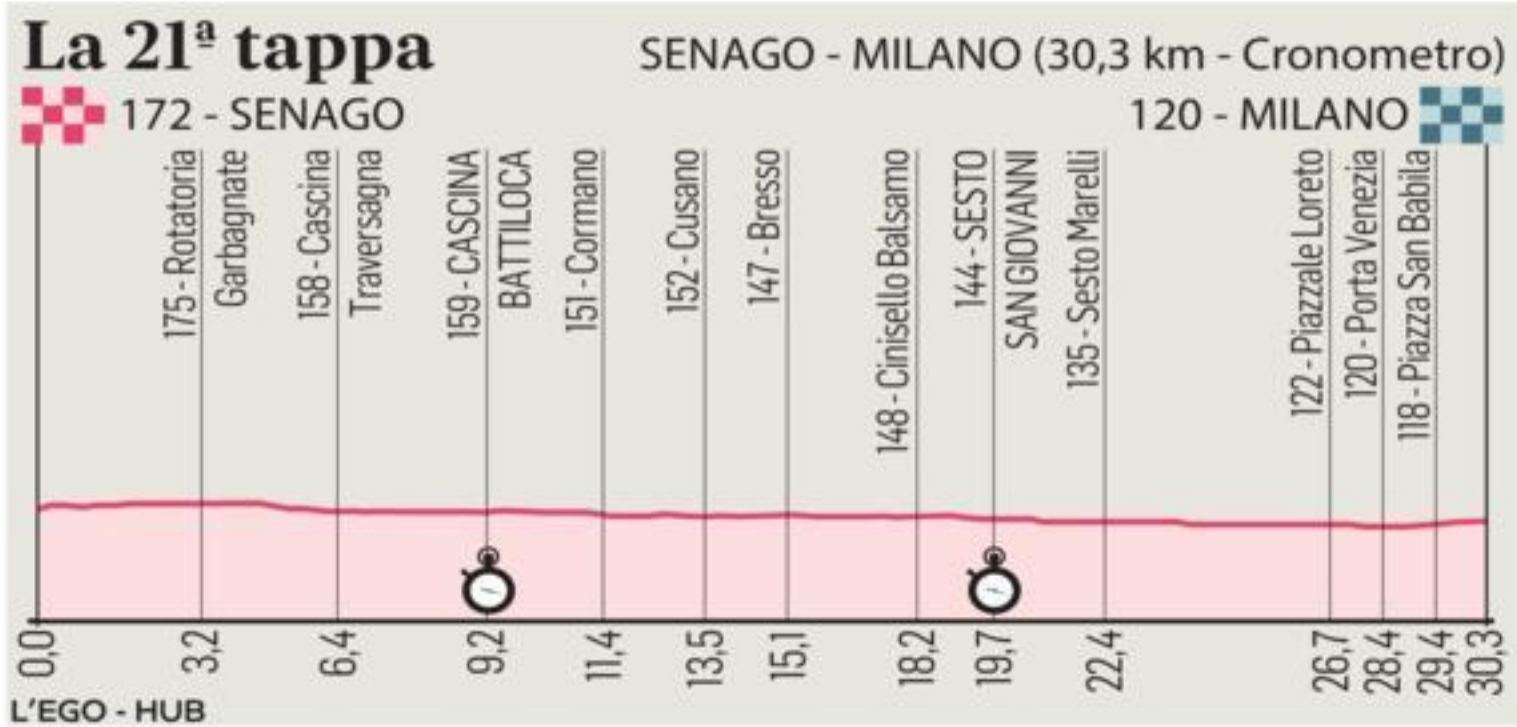 La 21ª tappa
SENAGO - MILANO (30,3 km - Cronometro)
172 - SENAGO
120 - MILANO
175 - Rotatoria
Garbagnate
158 - Cascina
Traversagna
159 - CASCINA
BATTILOCA
151 - Cormano
152 - Cusano
147 - Bresso
148 - Cinisello Balsamo
144 - SESTO
SAN GIOVANNI
135 - Sesto Marelli
122 - Piazzale Loreto
120 - Porta Venezia
118 - Piazza San Babila
0,0
3,2
6,4
9,2
11,4
13,5
15,1
18,2
19,7
22,4
26,7
28,4
29,4
30,3
L'EGO - HUB